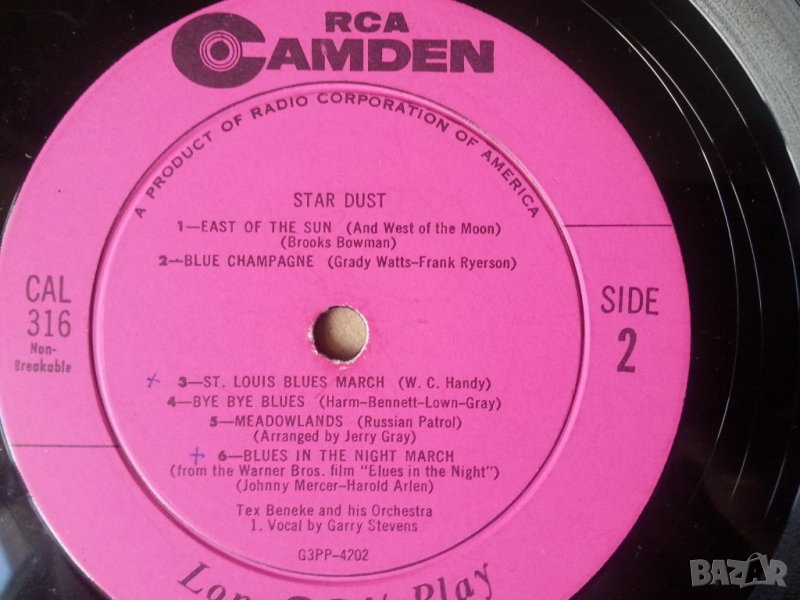 RCA
CAMDEN
A PRODUCT OF RADIO CORPORATION OF AMERICA
STAR DUST
1—EAST OF THE SUN (And West of the Moon)
(Brooks Bowman)
2—BLUE CHAMPAGNE (Grady Watts-Frank Ryerson)
CAL
316
Non-
Breakable
SIDE
2
3—ST. LOUIS BLUES MARCH (W. C. Handy)
4—BYE BYE BLUES (Harm-Bennett-Lown-Gray)
5—MEADOWLANDS (Russian Patrol)
(Arranged by Jerry Gray)
6—BLUES IN THE NIGHT MARCH
(from the Warner Bros. film "Elues in the Night")
(Johnny Mercer-Harold Arlen)
Tex Beneke and his Orchestra
1. Vocal by Garry Stevens
G3PP-4202
Play
BAZAR